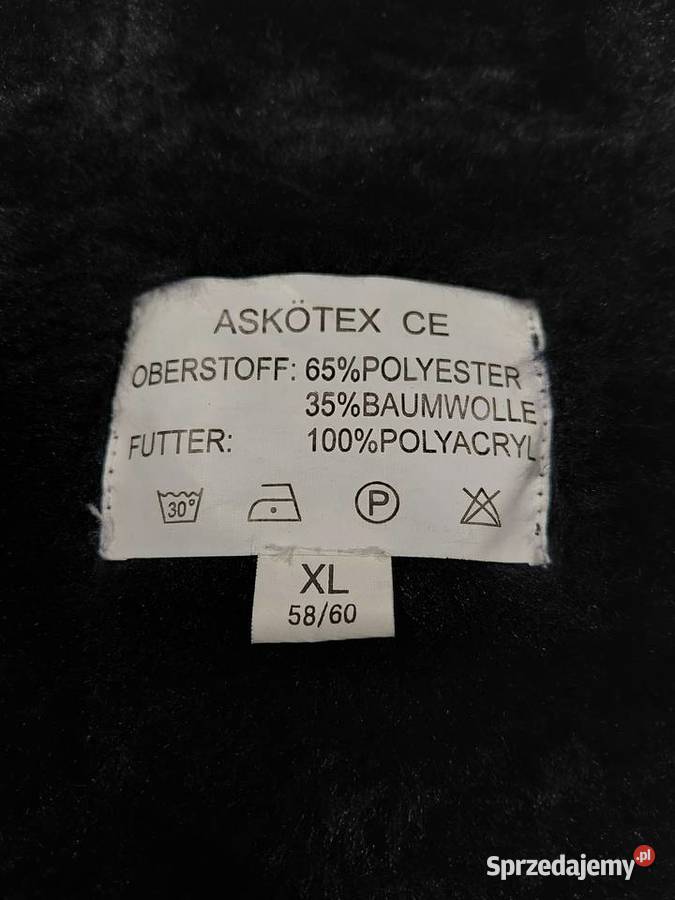 ASKÖTEX CE
OBERSTOFF: 65%POLYESTER
35%BAUMWOLLE
FUTTER: 100%POLYACRYL
30°
P
XL
58/60
Sprzedajemy.pl